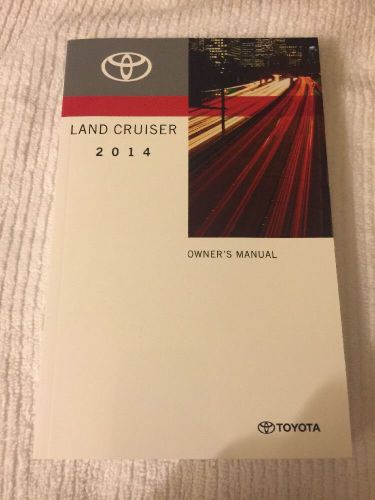 LAND CRUISER
2014
OWNER'S MANUAL
TOYOTA